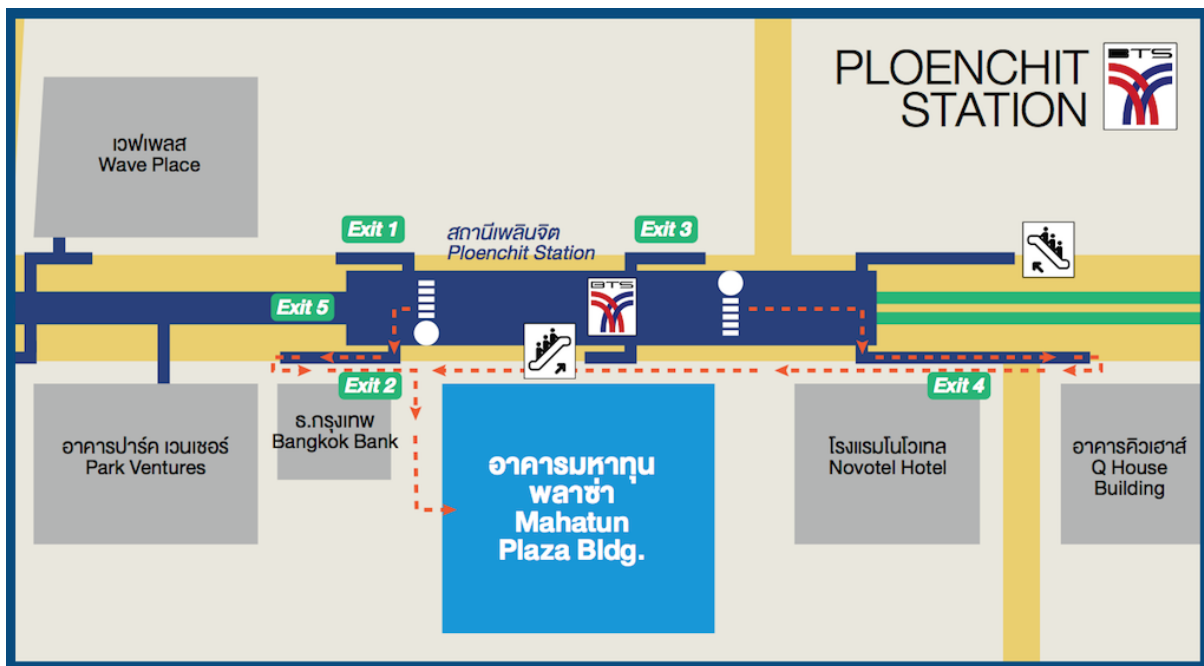 PLOENCHIT
STATION
BTS
เวฟเพลส
Wave Place
Exit 1
สถานีเพลินจิต
Ploenchit Station
Exit 3
Exit 5
BTS
Exit 2
Exit 4
อาคารปาร์ค เวนเชอร์
Park Ventures
ธ.กรุงเทพ
Bangkok Bank
อาคารมหาทุน
พลาซ่า
Mahatun
Plaza Bldg.
โรงแรมโนโวเทล
Novotel Hotel
อาคารคิวเฮาส์
Q House
Building